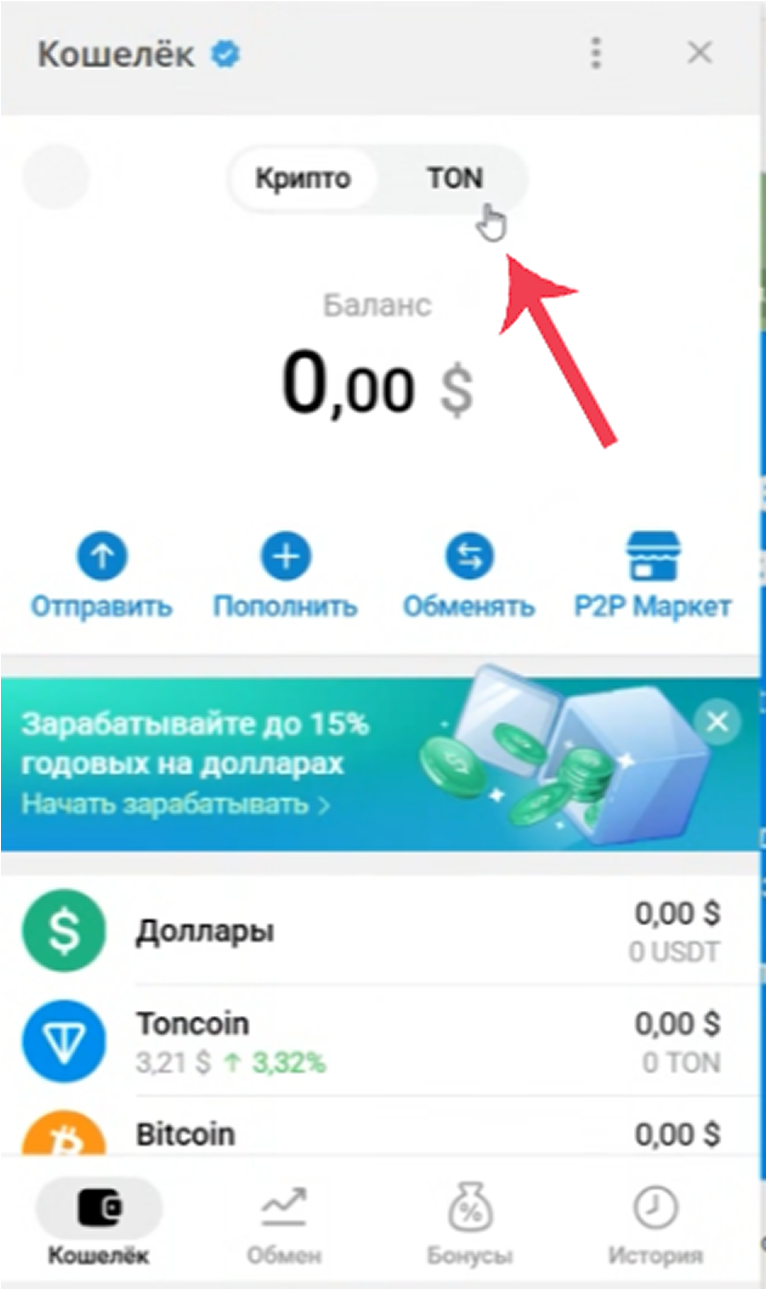 Кошелёк
Крипто
TON
Баланс
0,00 $
Отправить
Пополнить
Обменять
P2P Маркет
Зарабатывайте до 15%
годовых на долларах
Начать зарабатывать >
Доллары
0,00 $
0 USDT
Toncoin
0,00 $
3,21 $ ↑ 3,32%
0 TON
Bitcoin
0,00 $
Кошелёк
Обмен
Бонусы
История